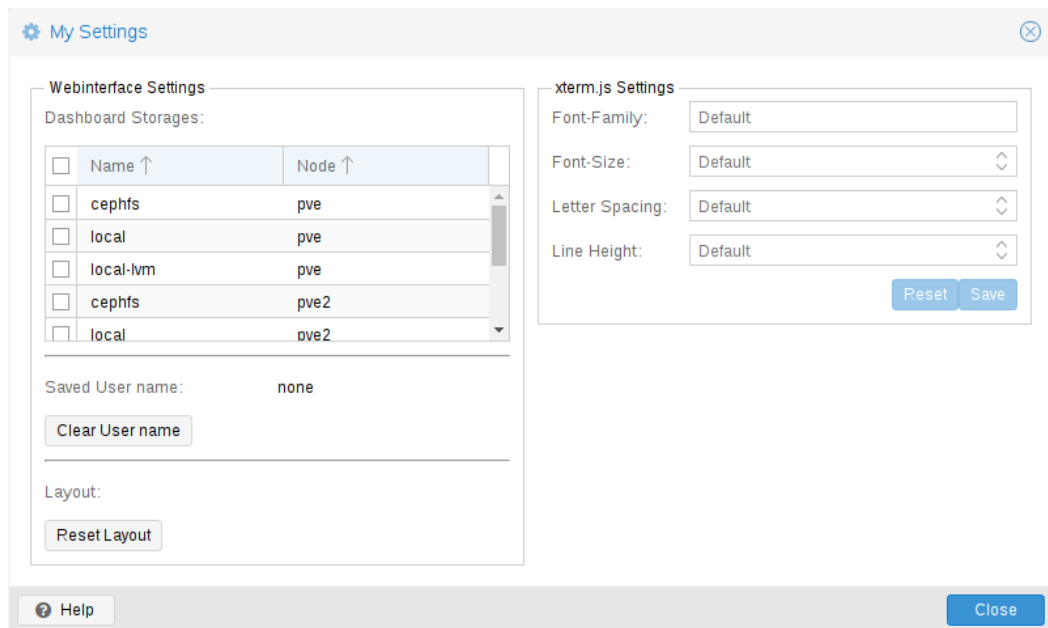 My Settings
Webinterface Settings
Dashboard Storages:
Name Node
cephfs pve
local pve
local-lvm pve
cephfs pve2
local pve2
Saved User name: none
Clear User name
Layout:
Reset Layout
xterm.js Settings
Font-Family: Default
Font-Size: Default
Letter Spacing: Default
Line Height: Default
Reset Save
Help
Close